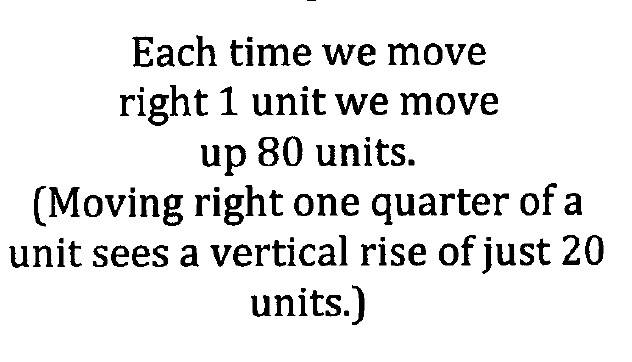 Each time we move
right 1 unit we move
up 80 units.
(Moving right one quarter of a
unit sees a vertical rise of just 20
units.)